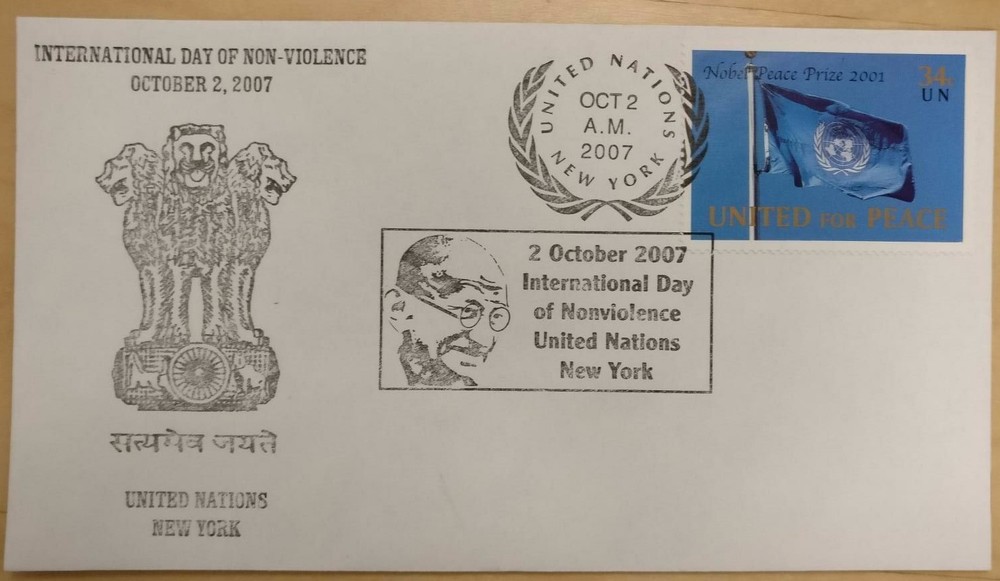 INTERNATIONAL DAY OF NON-VIOLENCE
OCTOBER 2, 2007
सत्यमेव जयते
UNITED NATIONS
NEW YORK
UNITED NATIONS
OCT 2
A.M.
2007
NEW YORK
Nobel Peace Prize 2001
34c
UN
UNITED FOR PEACE
2 October 2007
International Day
of Nonviolence
United Nations
New York